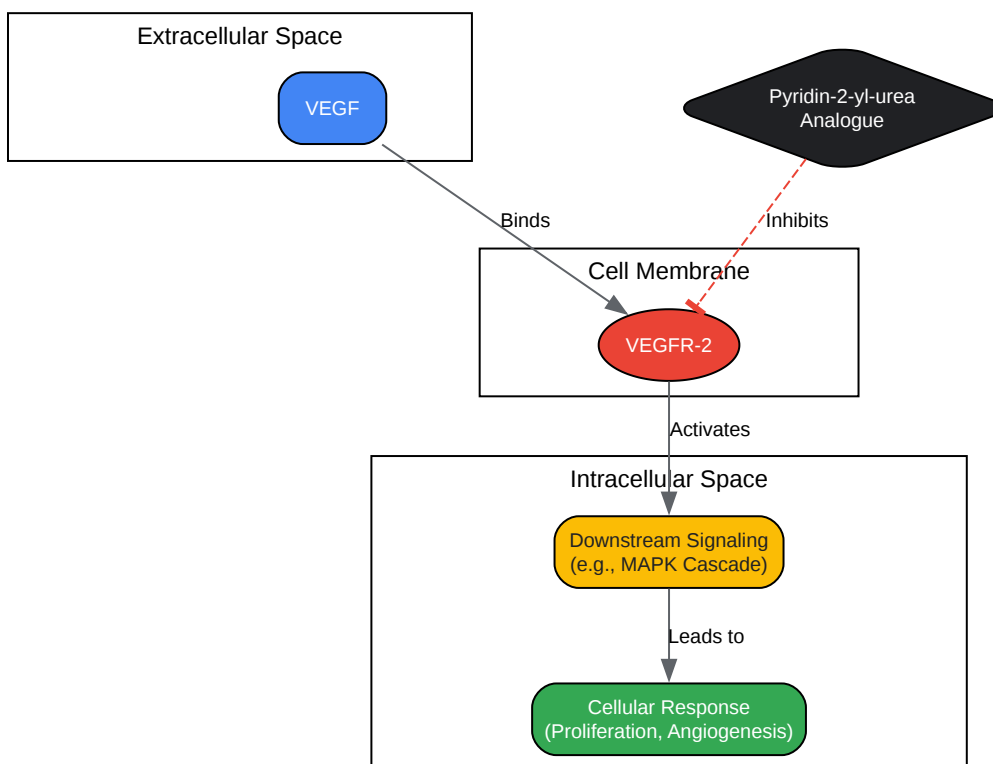 Extracellular Space
VEGF
Pyridin-2-yl-urea
Analogue
Binds
Inhibits
Cell Membrane
VEGFR-2
Activates
Intracellular Space
Downstream Signaling
(e.g., MAPK Cascade)
Leads to
Cellular Response
(Proliferation, Angiogenesis)